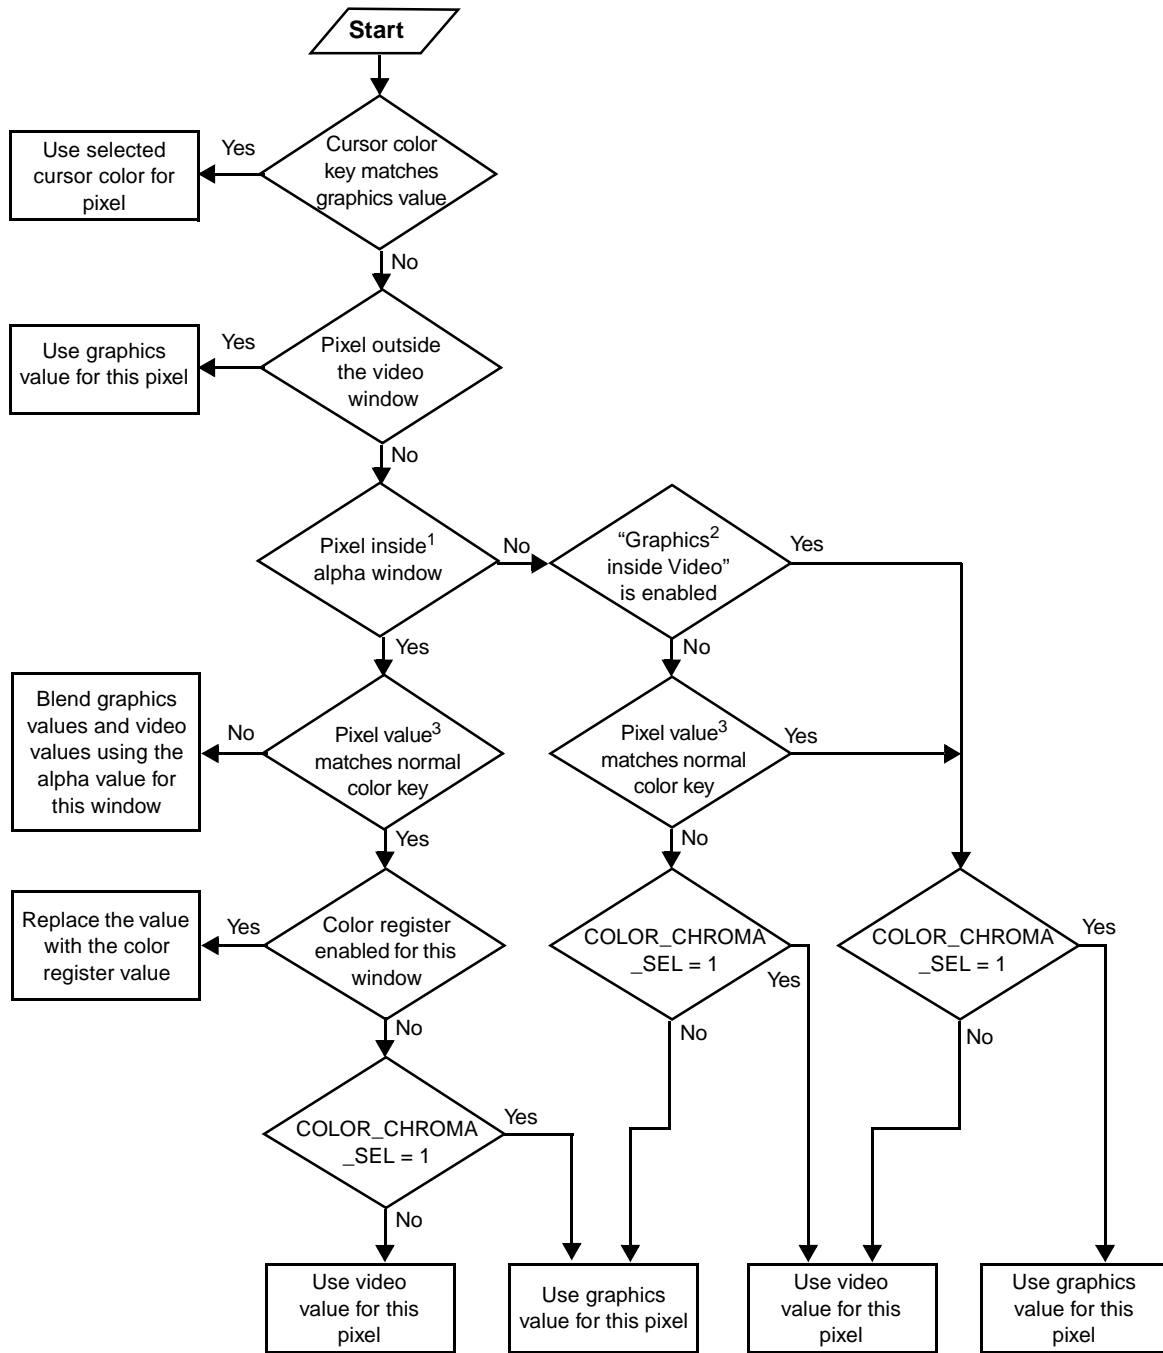 Start
Cursor color
key matches
graphics value
Yes
Use selected
cursor color for
pixel
No
Pixel outside
the video
window
Yes
Use graphics
value for this pixel
No
Pixel inside1
alpha window
No
“Graphics2
inside Video”
is enabled
Yes
Yes
No
Blend graphics
values and video
values using the
alpha value for
this window
No
Pixel value3
matches normal
color key
Pixel value3
matches normal
color key
Yes
Yes
No
Replace the value
with the color
register value
Yes
Color register
enabled for this
window
COLOR_CHROMA
_SEL = 1
Yes
COLOR_CHROMA
_SEL = 1
Yes
No
No
No
COLOR_CHROMA
_SEL = 1
Yes
No
Use video
value for this
pixel
Use graphics
value for this pixel
Use video
value for this
pixel
Use graphics
value for this
pixel